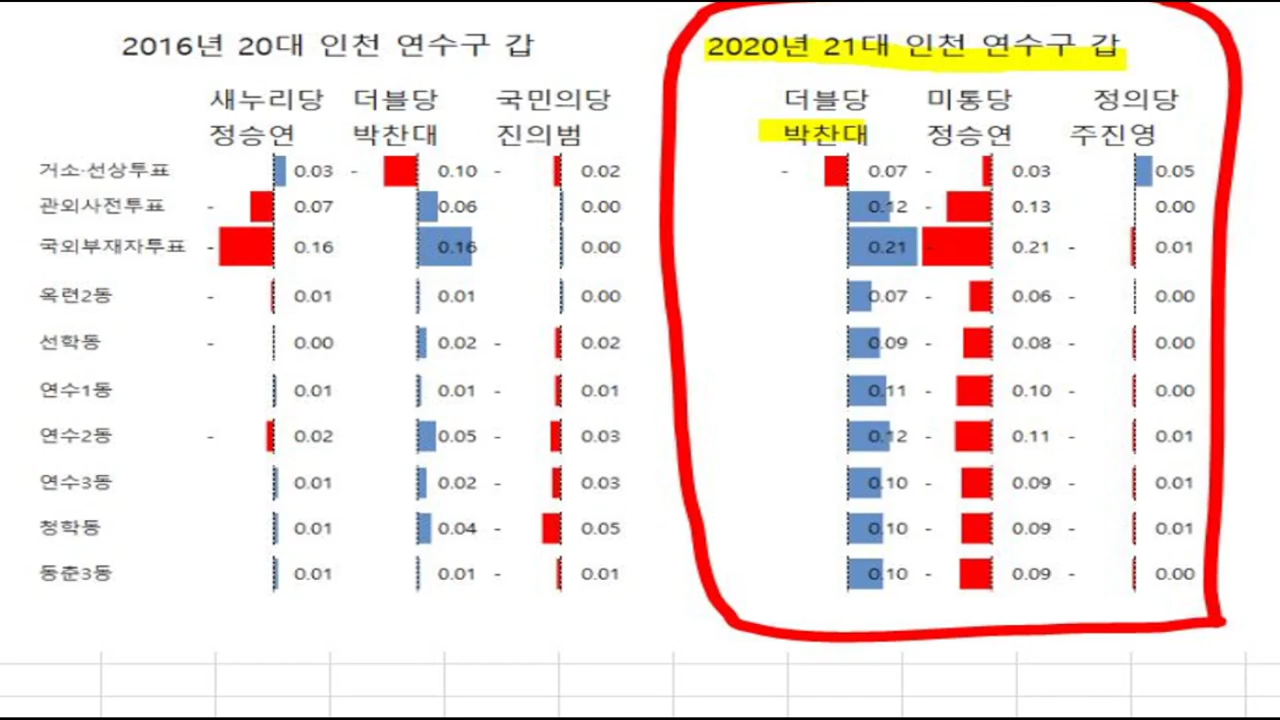 2016년 20대 인천 연수구 갑 2020년 21대 인천 연수구 갑
새누리당 더블당 국민의당 더블당 미통당 정의당
정승연 박찬대 진의범 박찬대 정승연 주진영
거소·선상투표 0.03 - 0.10 - 0.02 - 0.07 - 0.03 0.05
관외사전투표 - 0.07 0.06 0.00 0.12 - 0.13 0.00
국외부재자투표 - 0.16 0.16 0.00 0.21 - 0.21 - 0.01
옥련2동 - 0.01 0.01 0.00 0.07 - 0.06 - 0.00
선학동 - 0.00 0.02 - 0.02 0.09 - 0.08 - 0.00
연수1동 0.01 0.01 - 0.01 0.11 - 0.10 - 0.00
연수2동 - 0.02 0.05 - 0.03 0.12 - 0.11 - 0.01
연수3동 0.01 0.02 - 0.03 0.10 - 0.09 - 0.01
청학동 0.01 0.04 - 0.05 0.10 - 0.09 - 0.01
동춘3동 0.01 0.01 - 0.01 0.10 - 0.09 - 0.00